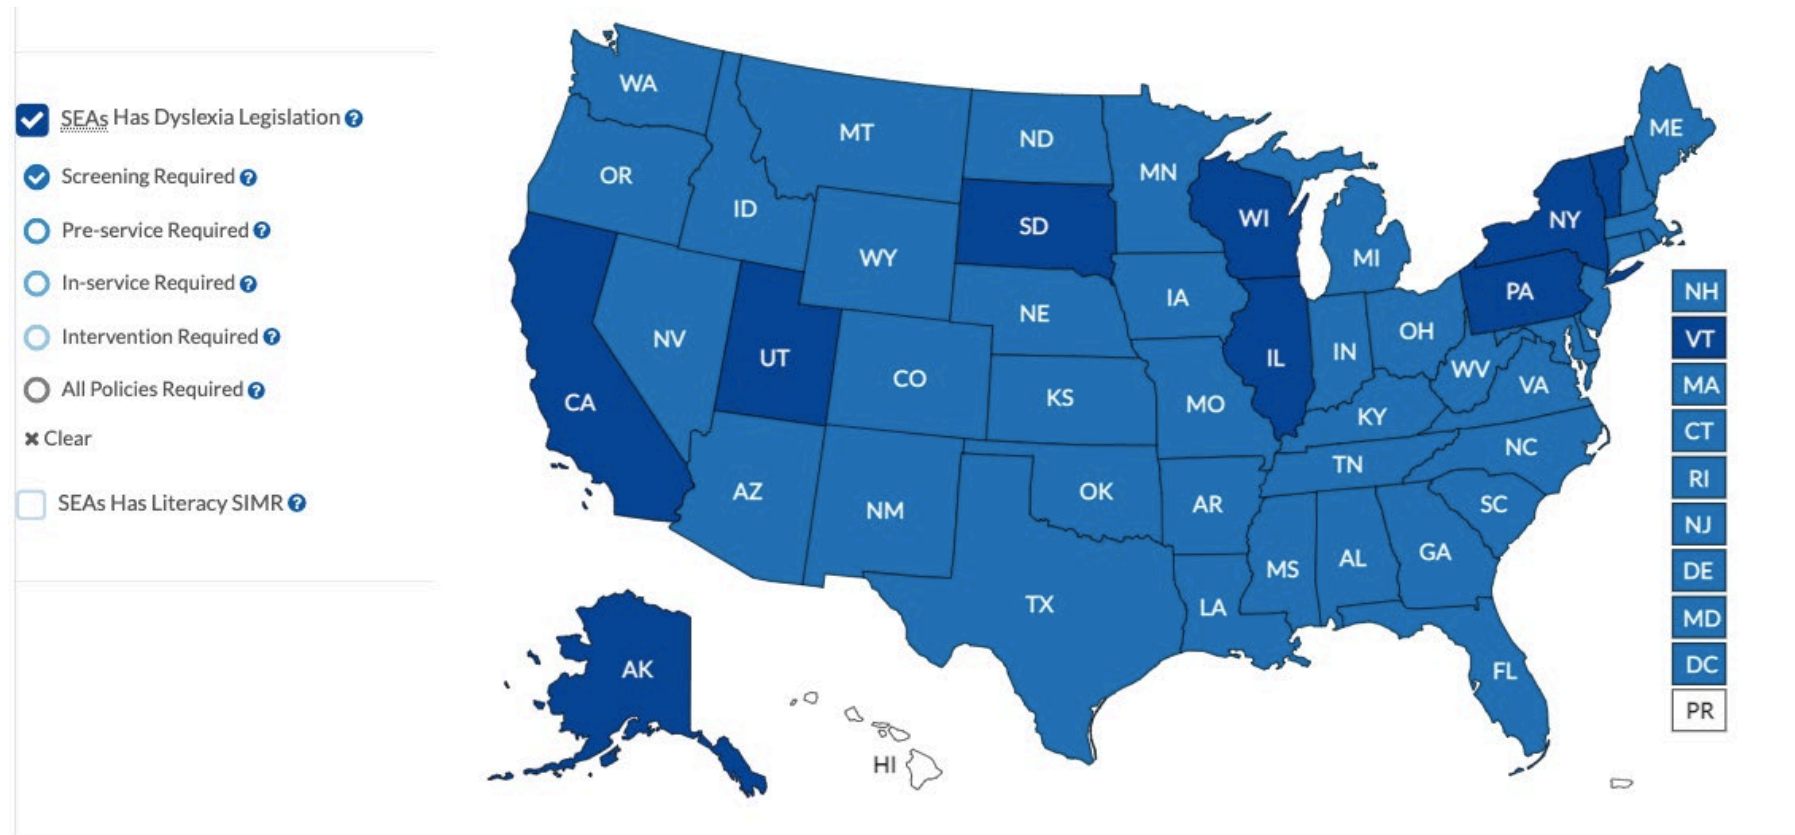 SEAs Has Dyslexia Legislation ?
Screening Required ?
Pre-service Required ?
In-service Required ?
Intervention Required ?
All Policies Required ?
✖ Clear
SEAs Has Literacy SIMR ?
WA
MT
ND
MN
ME
OR
ID
SD
WI
NY
WY
MI
IA
PA
NE
NV
UT
CO
IL
IN
OH
WV
VA
CA
KS
MO
KY
NC
TN
AZ
NM
OK
AR
SC
MS
AL
GA
TX
LA
FL
AK
HI
NH
VT
MA
CT
RI
NJ
DE
MD
DC
PR